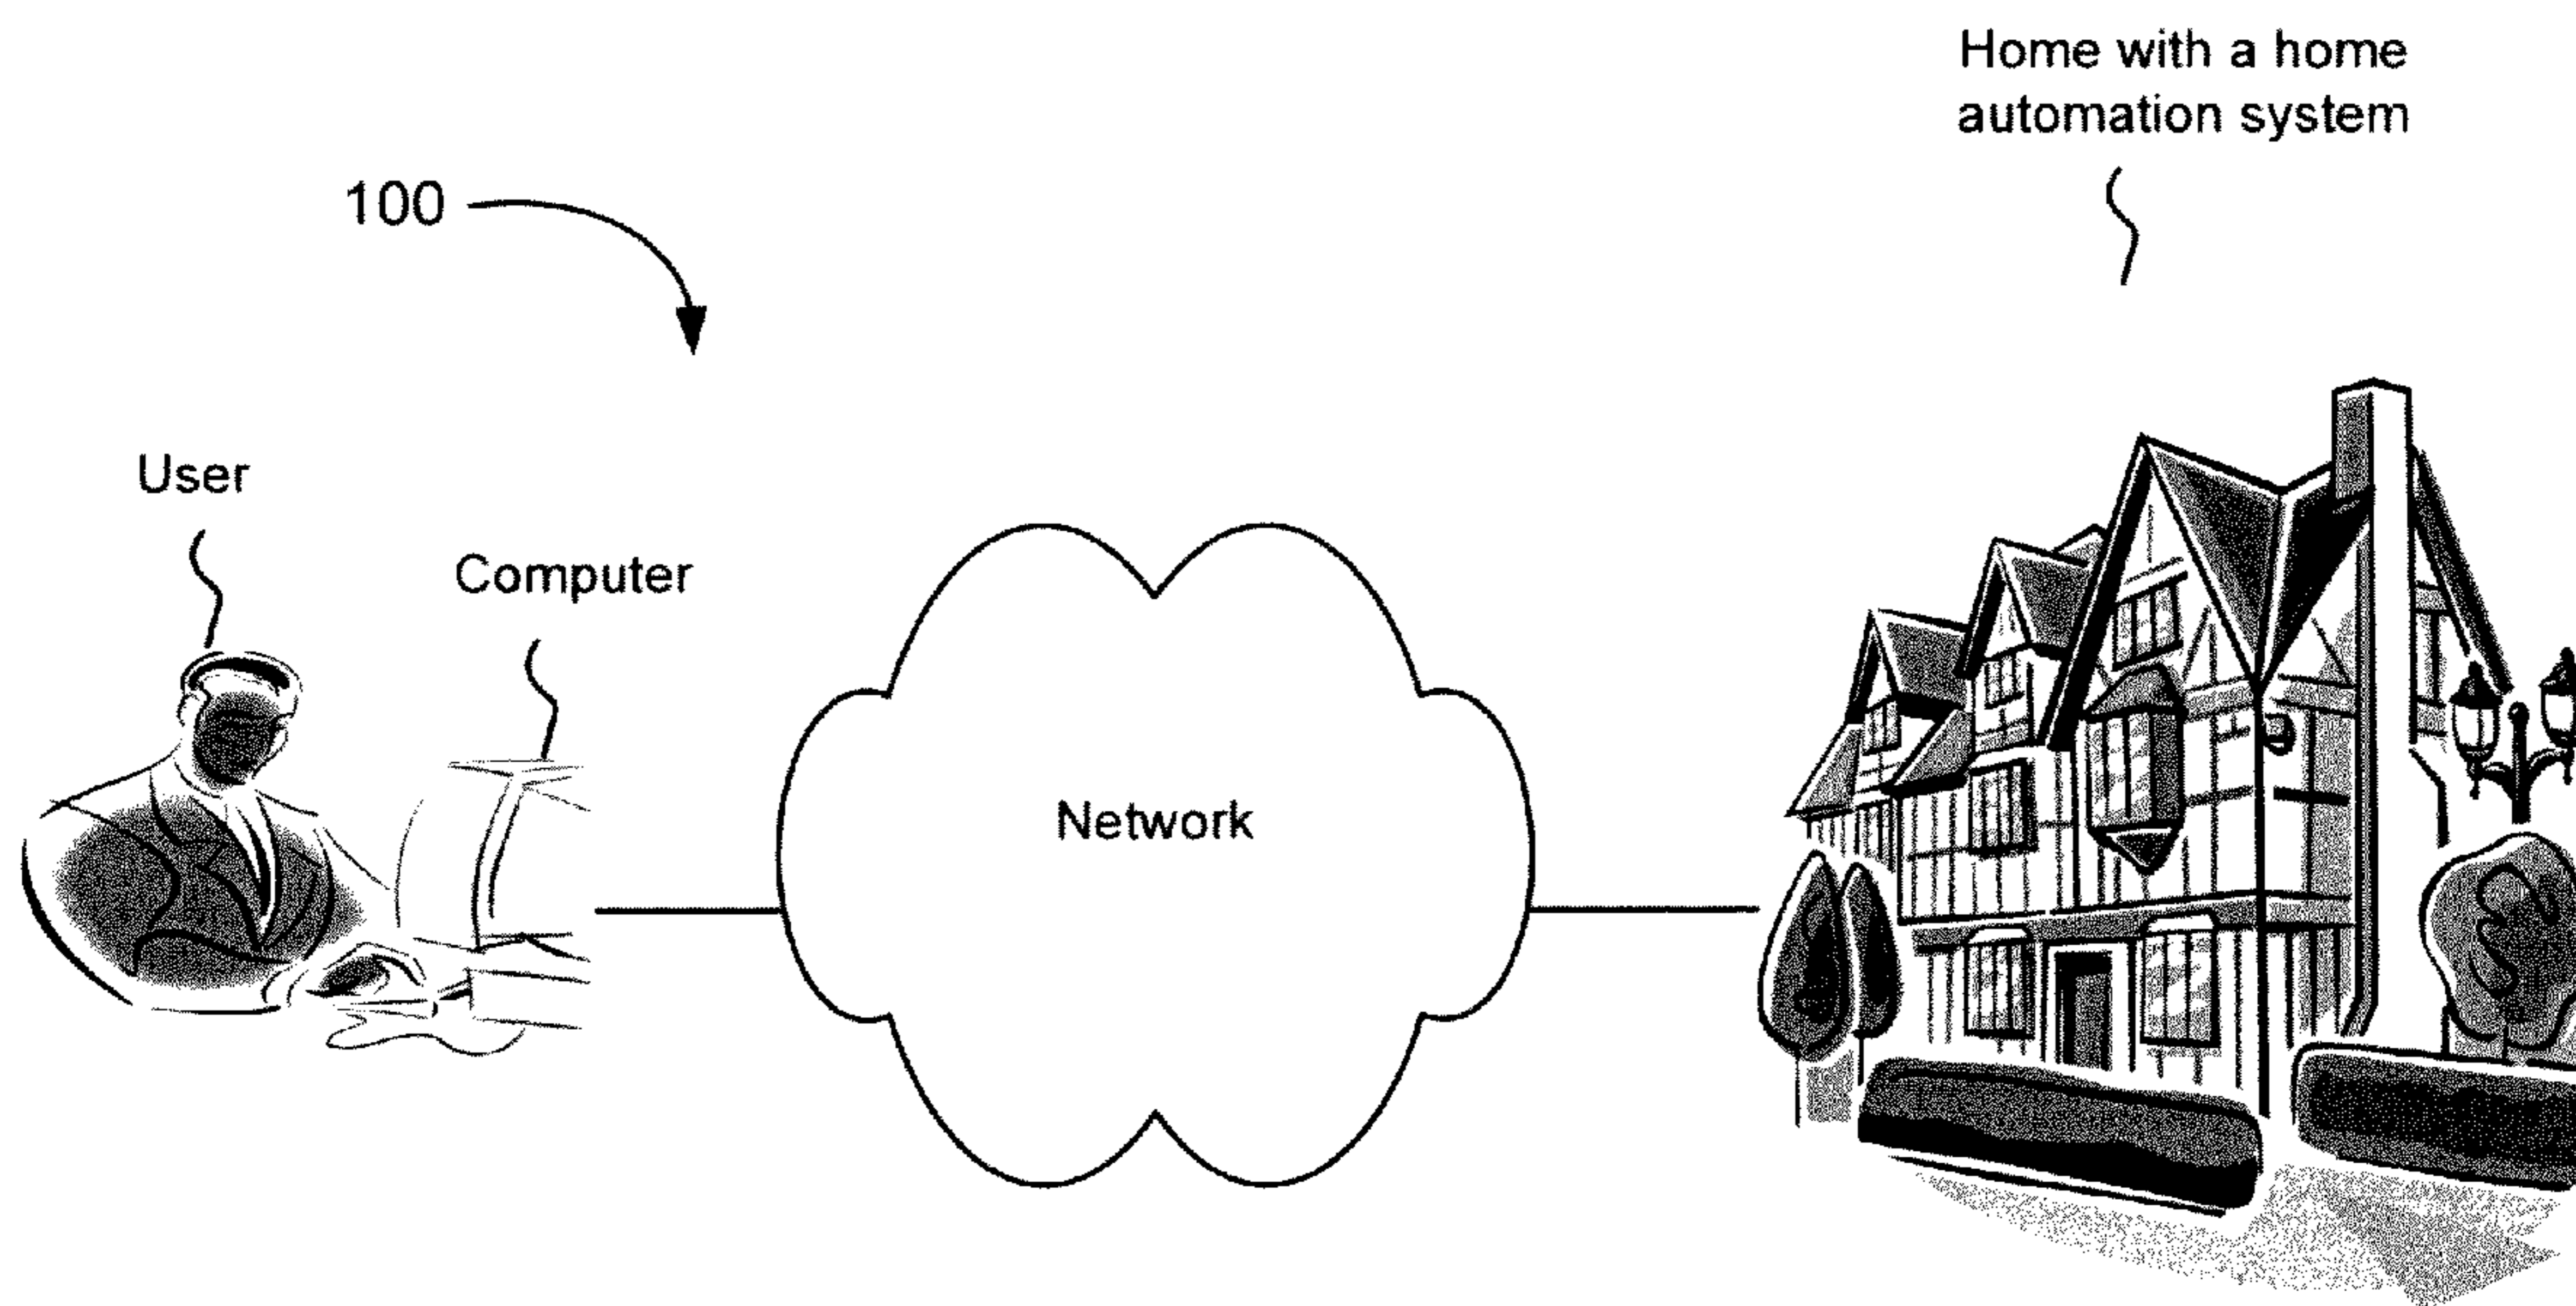 Home with a home
automation system
100
User
Computer
Network